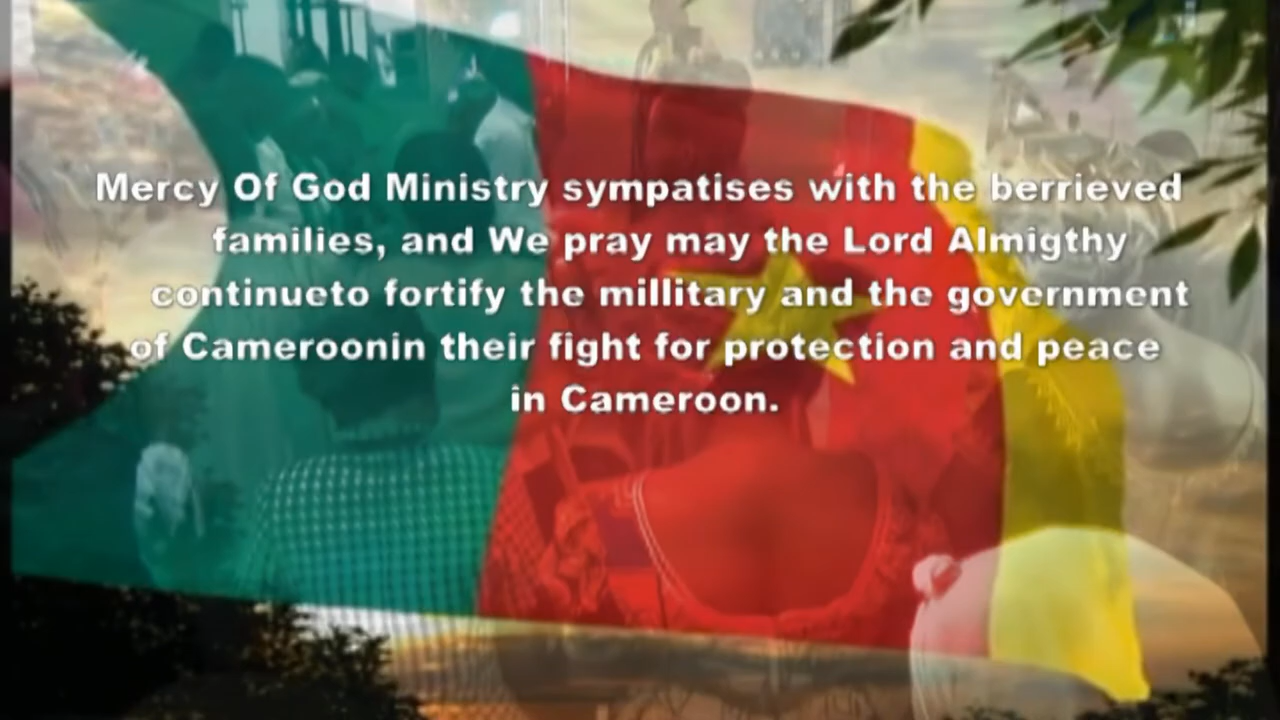 Mercy Of God Ministry sympatises with the berrieved
families, and We pray may the Lord Almigthy
continueto fortify the millitary and the government
of Cameroonin their fight for protection and peace
in Cameroon.